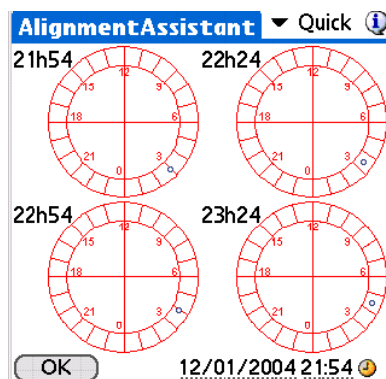 AlignmentAssistant ▼ Quick i
21h54 22h24
12 12
15 9 15 9
18 6 18 6
21 3 21 3
0 0
22h54 23h24
12 12
15 9 15 9
18 6 18 6
21 3 21 3
0 0
OK 12/01/2004 21:54